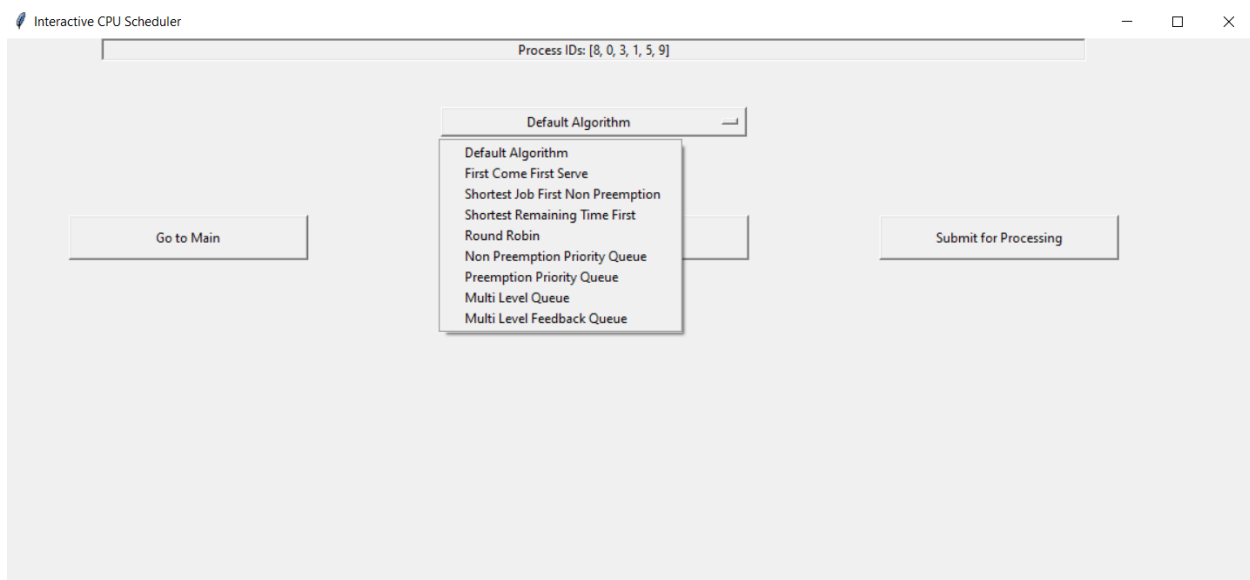 Interactive CPU Scheduler
Process IDs: [8, 0, 3, 1, 5, 9]
Default Algorithm
Default Algorithm
First Come First Serve
Shortest Job First Non Preemption
Shortest Remaining Time First
Round Robin
Non Preemption Priority Queue
Preemption Priority Queue
Multi Level Queue
Multi Level Feedback Queue
Go to Main
Submit for Processing